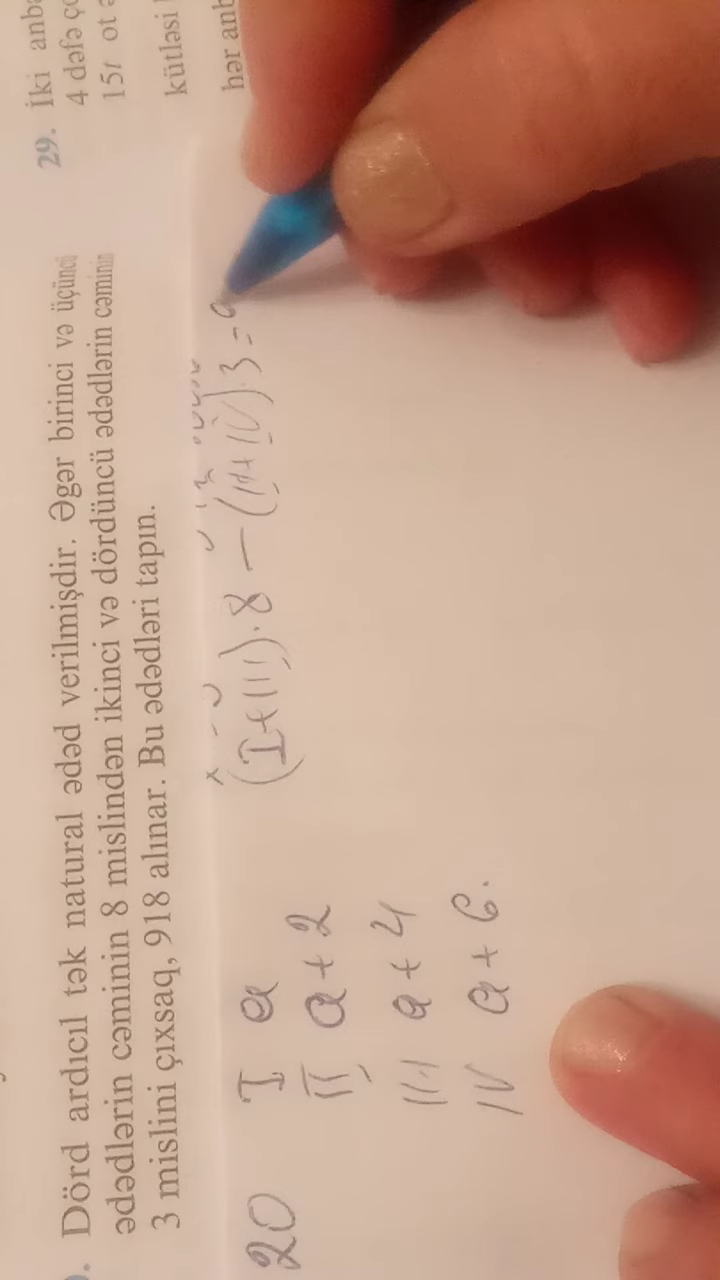 Dörd ardıcıl tək natural ədəd verilmişdir. Əgər birinci və üçüncü
ədədlərin cəminin 8 mislindən ikinci və dördüncü ədədlərin cəminin
3 mislini çıxsaq, 918 alınar. Bu ədədləri tapın.
29. İki
4 dəfə
15t ot
kütləsi
hər
20 I a (I+III)·8 – (II+IV)·3=9
II a+2
III a+4
IV a+6.